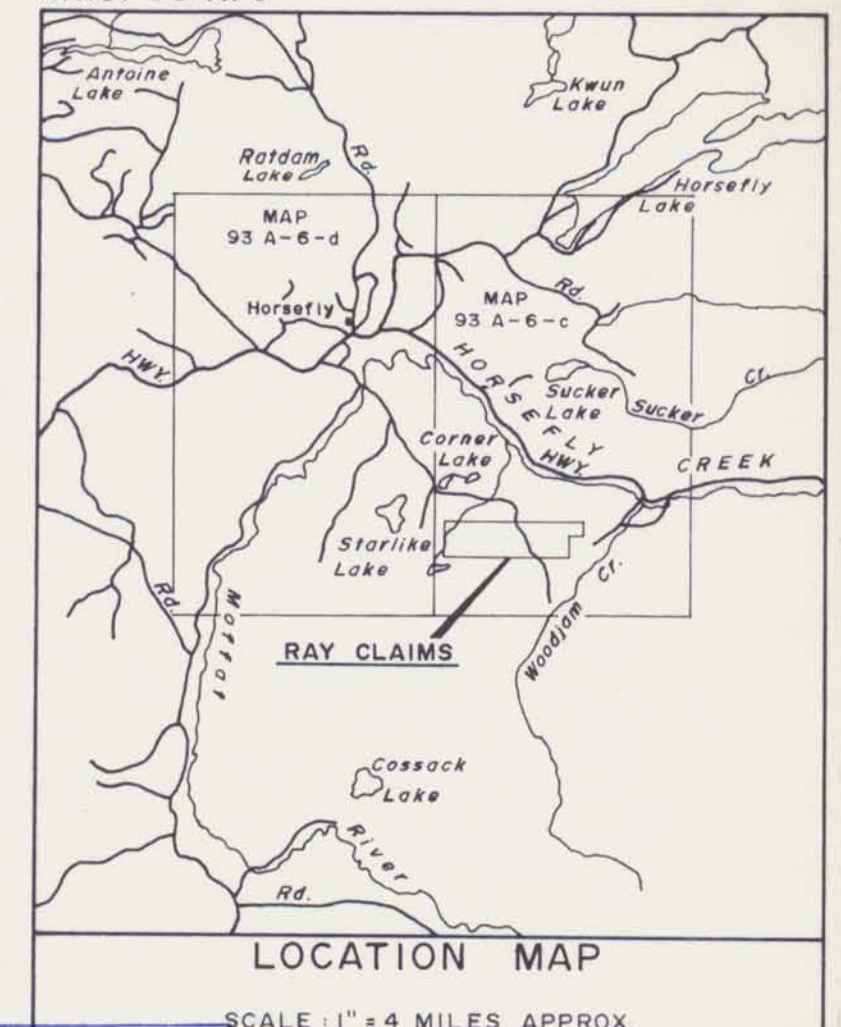 Antoine
Lake
Kwun
Lake
Ratdam
Lake
Rd.
Horsefly
Lake
MAP
93 A-6-d
MAP
93 A-6-c
Rd.
Horsefly
HORSEFLY
HWY.
Sucker
Lake
Sucker
Cr.
Corner
Lake
HWY.
CREEK
Starlike
Lake
Rd.
Moffat
Woodjam
Cr.
RAY CLAIMS
Cossack
Lake
River
Rd.
LOCATION MAP
SCALE : 1" = 4 MILES APPROX.